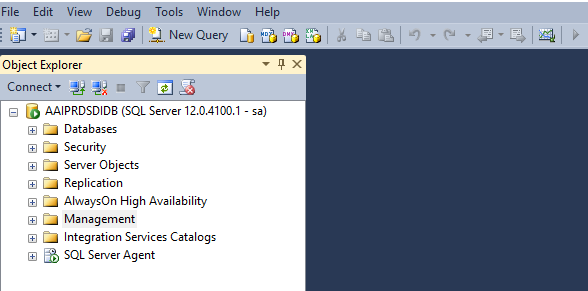 File Edit View Debug Tools Window Help
New Query
Object Explorer
Connect
AAIPRDSDIDB (SQL Server 12.0.4100.1 - sa)
Databases
Security
Server Objects
Replication
AlwaysOn High Availability
Management
Integration Services Catalogs
SQL Server Agent